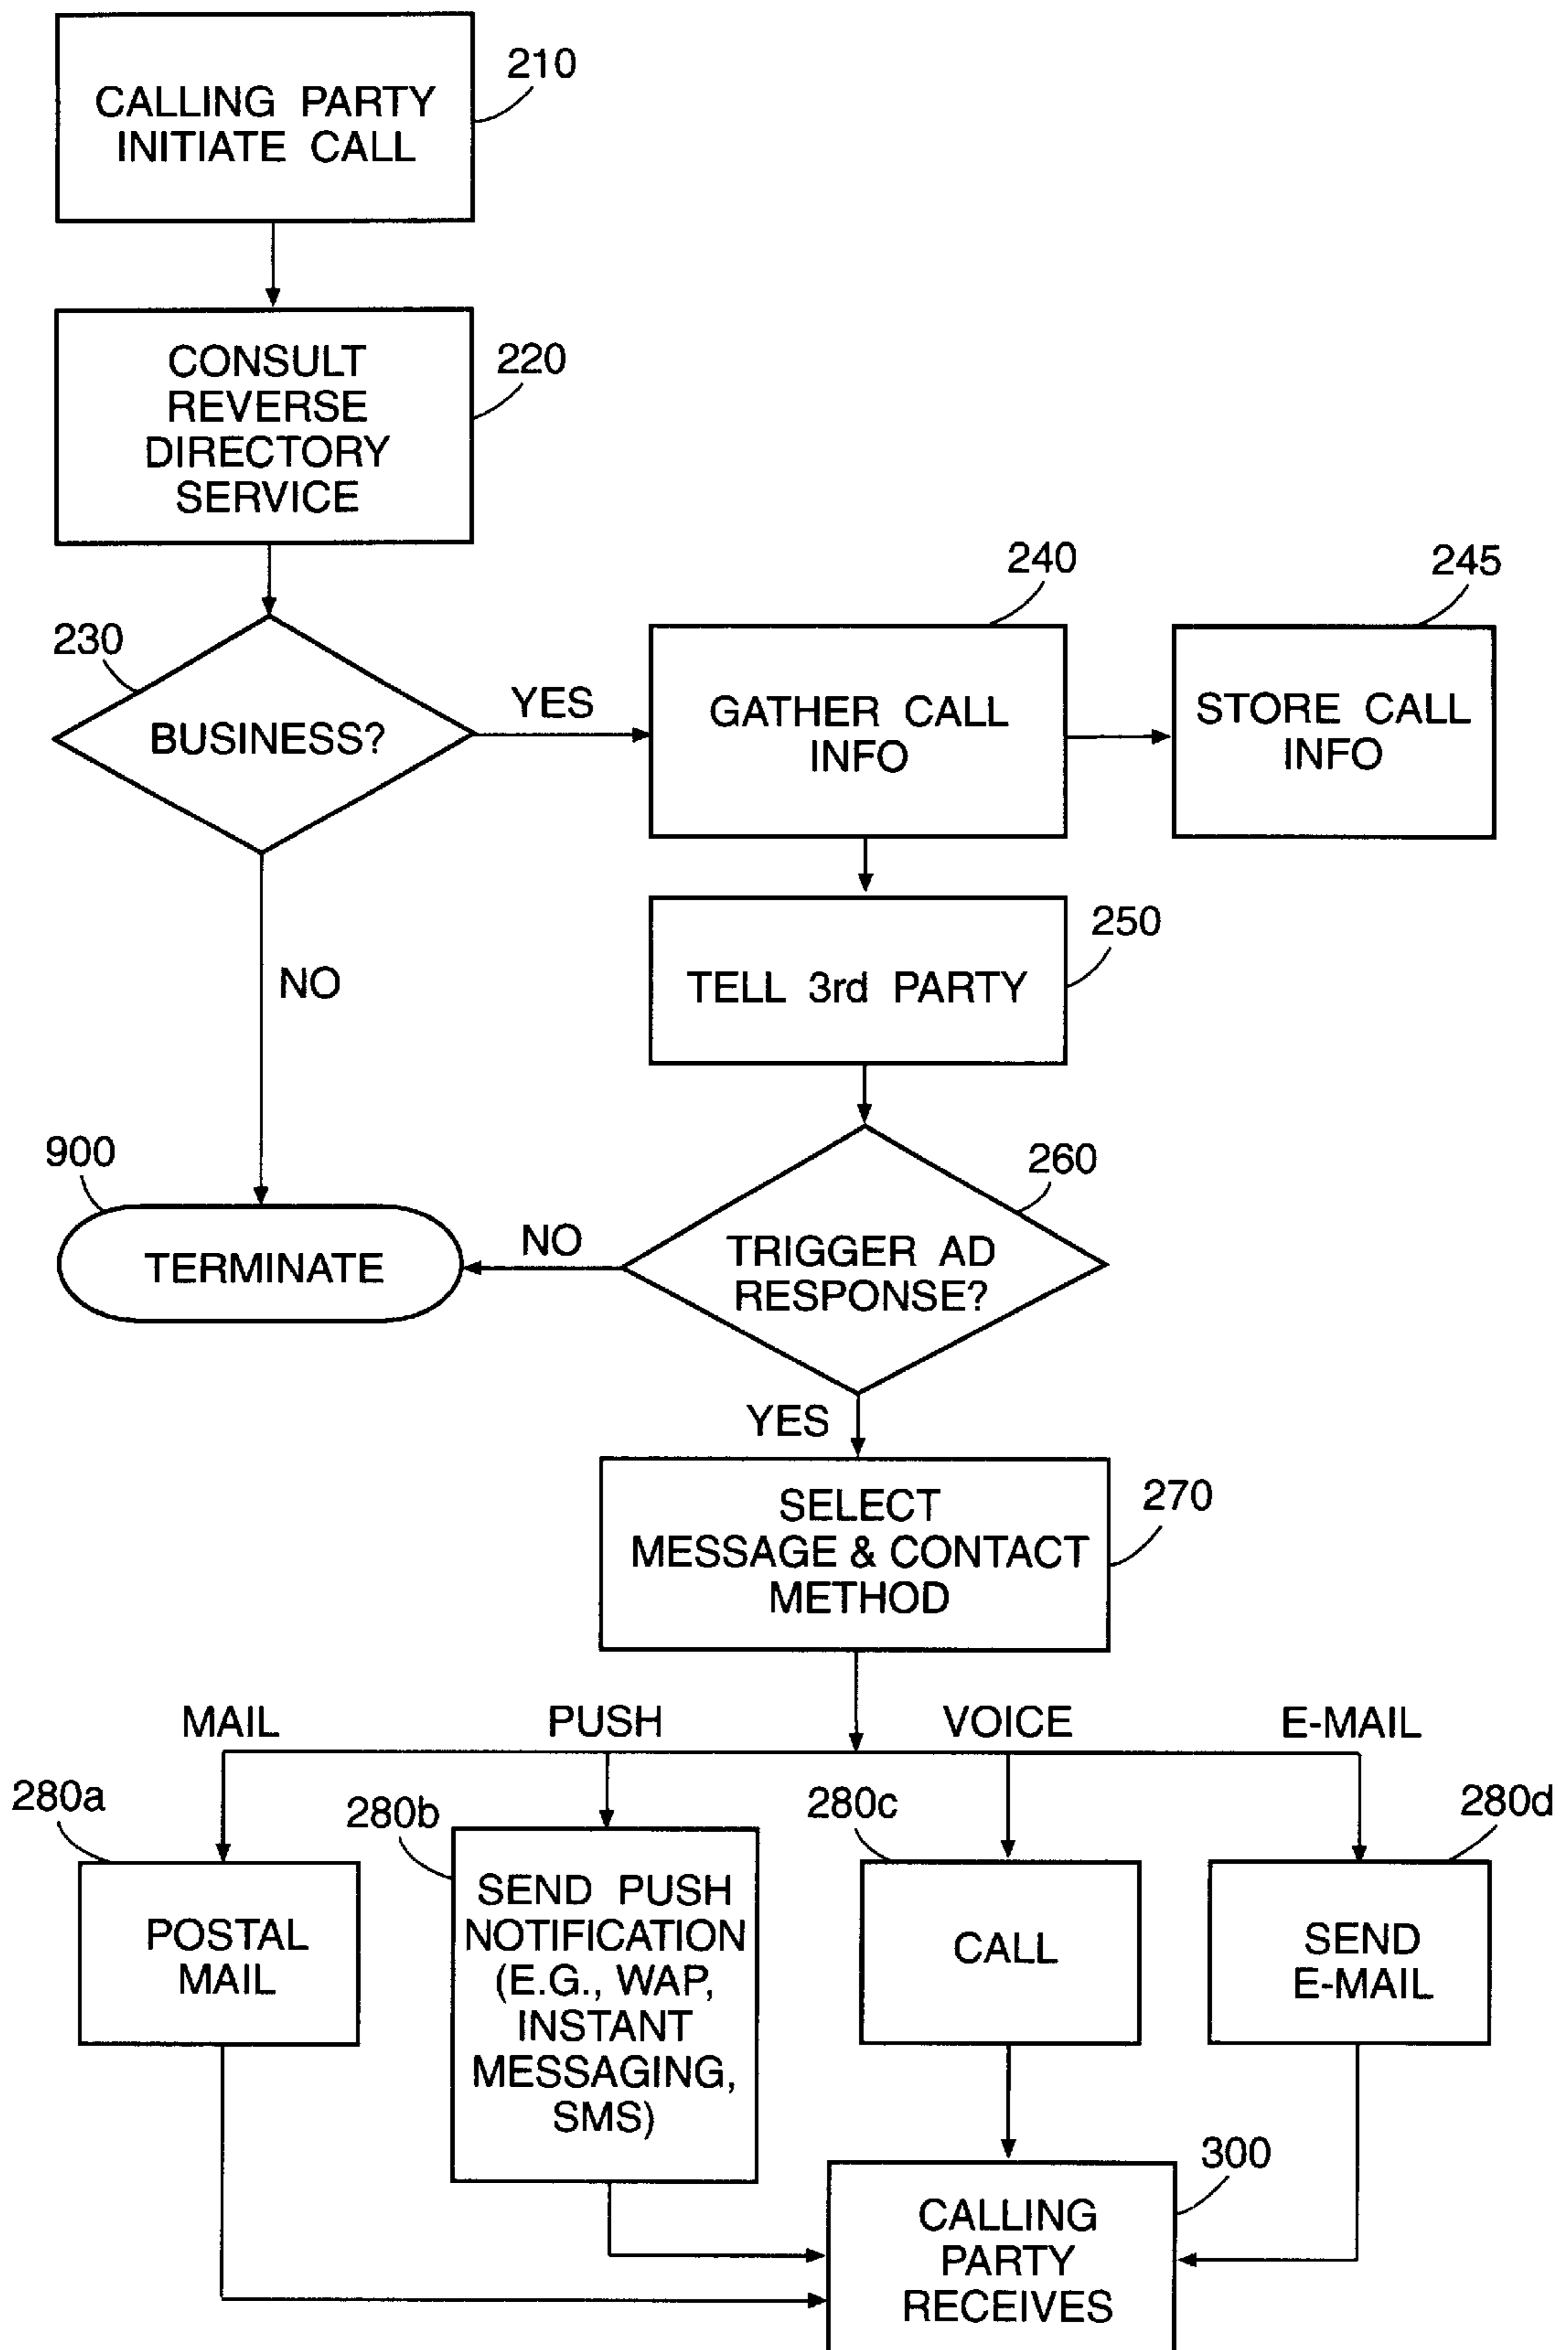 210
CALLING PARTY
INITIATE CALL
220
CONSULT
REVERSE
DIRECTORY
SERVICE
230
BUSINESS?
YES
240
GATHER CALL
INFO
245
STORE CALL
INFO
NO
250
TELL 3rd PARTY
900
TERMINATE
NO
260
TRIGGER AD
RESPONSE?
YES
270
SELECT
MESSAGE & CONTACT
METHOD
MAIL
PUSH
VOICE
E-MAIL
280a
POSTAL
MAIL
280b
SEND PUSH
NOTIFICATION
(E.G., WAP,
INSTANT
MESSAGING,
SMS)
280c
CALL
280d
SEND
E-MAIL
300
CALLING
PARTY
RECEIVES